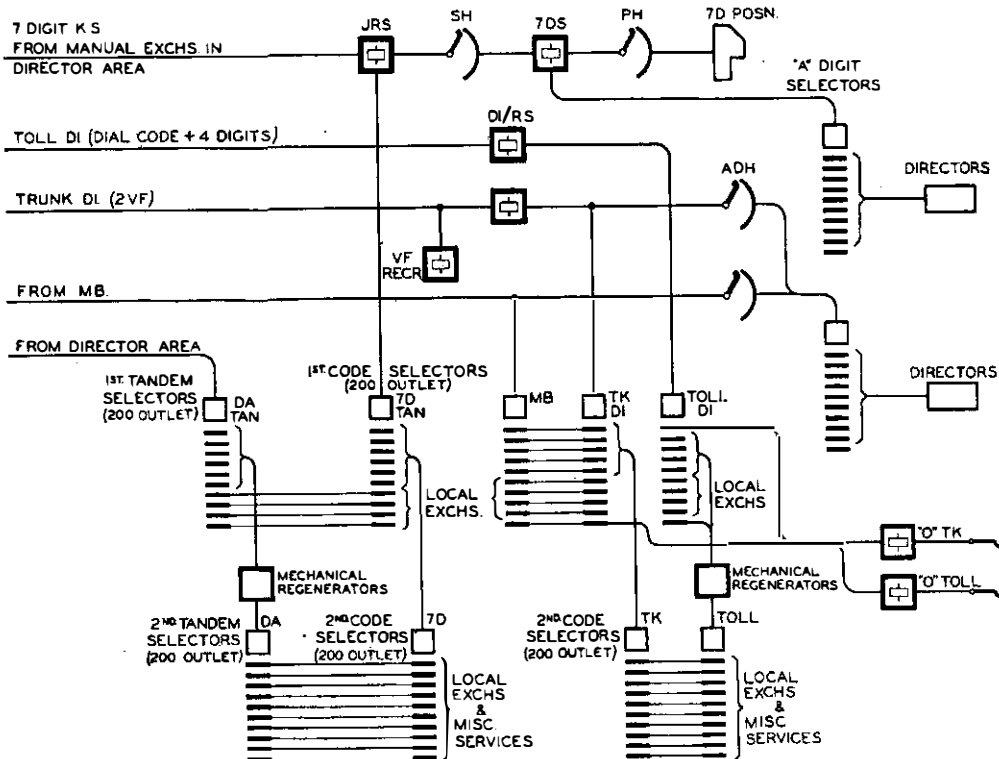 7 DIGIT K S
FROM MANUAL EXCHS. IN
DIRECTOR AREA
JRS
SH
7DS
PH
7D POSN.
"A" DIGIT
SELECTORS
TOLL DI (DIAL CODE + 4 DIGITS)
DI/RS
DIRECTORS
TRUNK DI (2VF)
ADH
VF
RECR
FROM MB.
FROM DIRECTOR AREA
1ST. TANDEM
SELECTORS
(200 OUTLET)
DA
TAN
1ST. CODE SELECTORS
(200 OUTLET)
7D
TAN
MB
TK
DI
TOLL
DI
DIRECTORS
LOCAL
EXCHS.
LOCAL
EXCHS
"O" TK
"O" TOLL
MECHANICAL
REGENERATORS
MECHANICAL
REGENERATORS
2ND. TANDEM
SELECTORS
(200 OUTLET)
DA
2ND. CODE
SELECTORS
(200 OUTLET)
7D
2ND. CODE
SELECTORS
(200 OUTLET)
TK
TOLL
LOCAL
EXCHS
&
MISC.
SERVICES
LOCAL
EXCHS
&
MISC
SERVICES